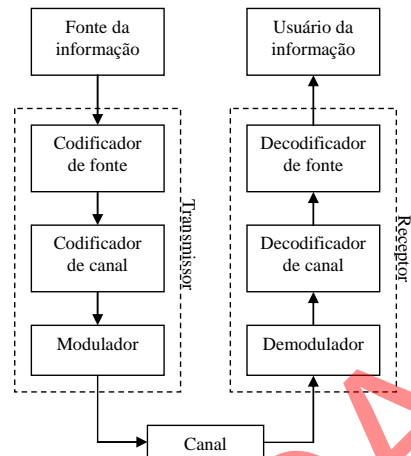 Fonte da
informação
Codificador
de fonte
Codificador
de canal
Modulador
Transmissor
Canal
Usuário da
informação
Decodificador
de fonte
Decodificador
de canal
Demodulador
Receptor